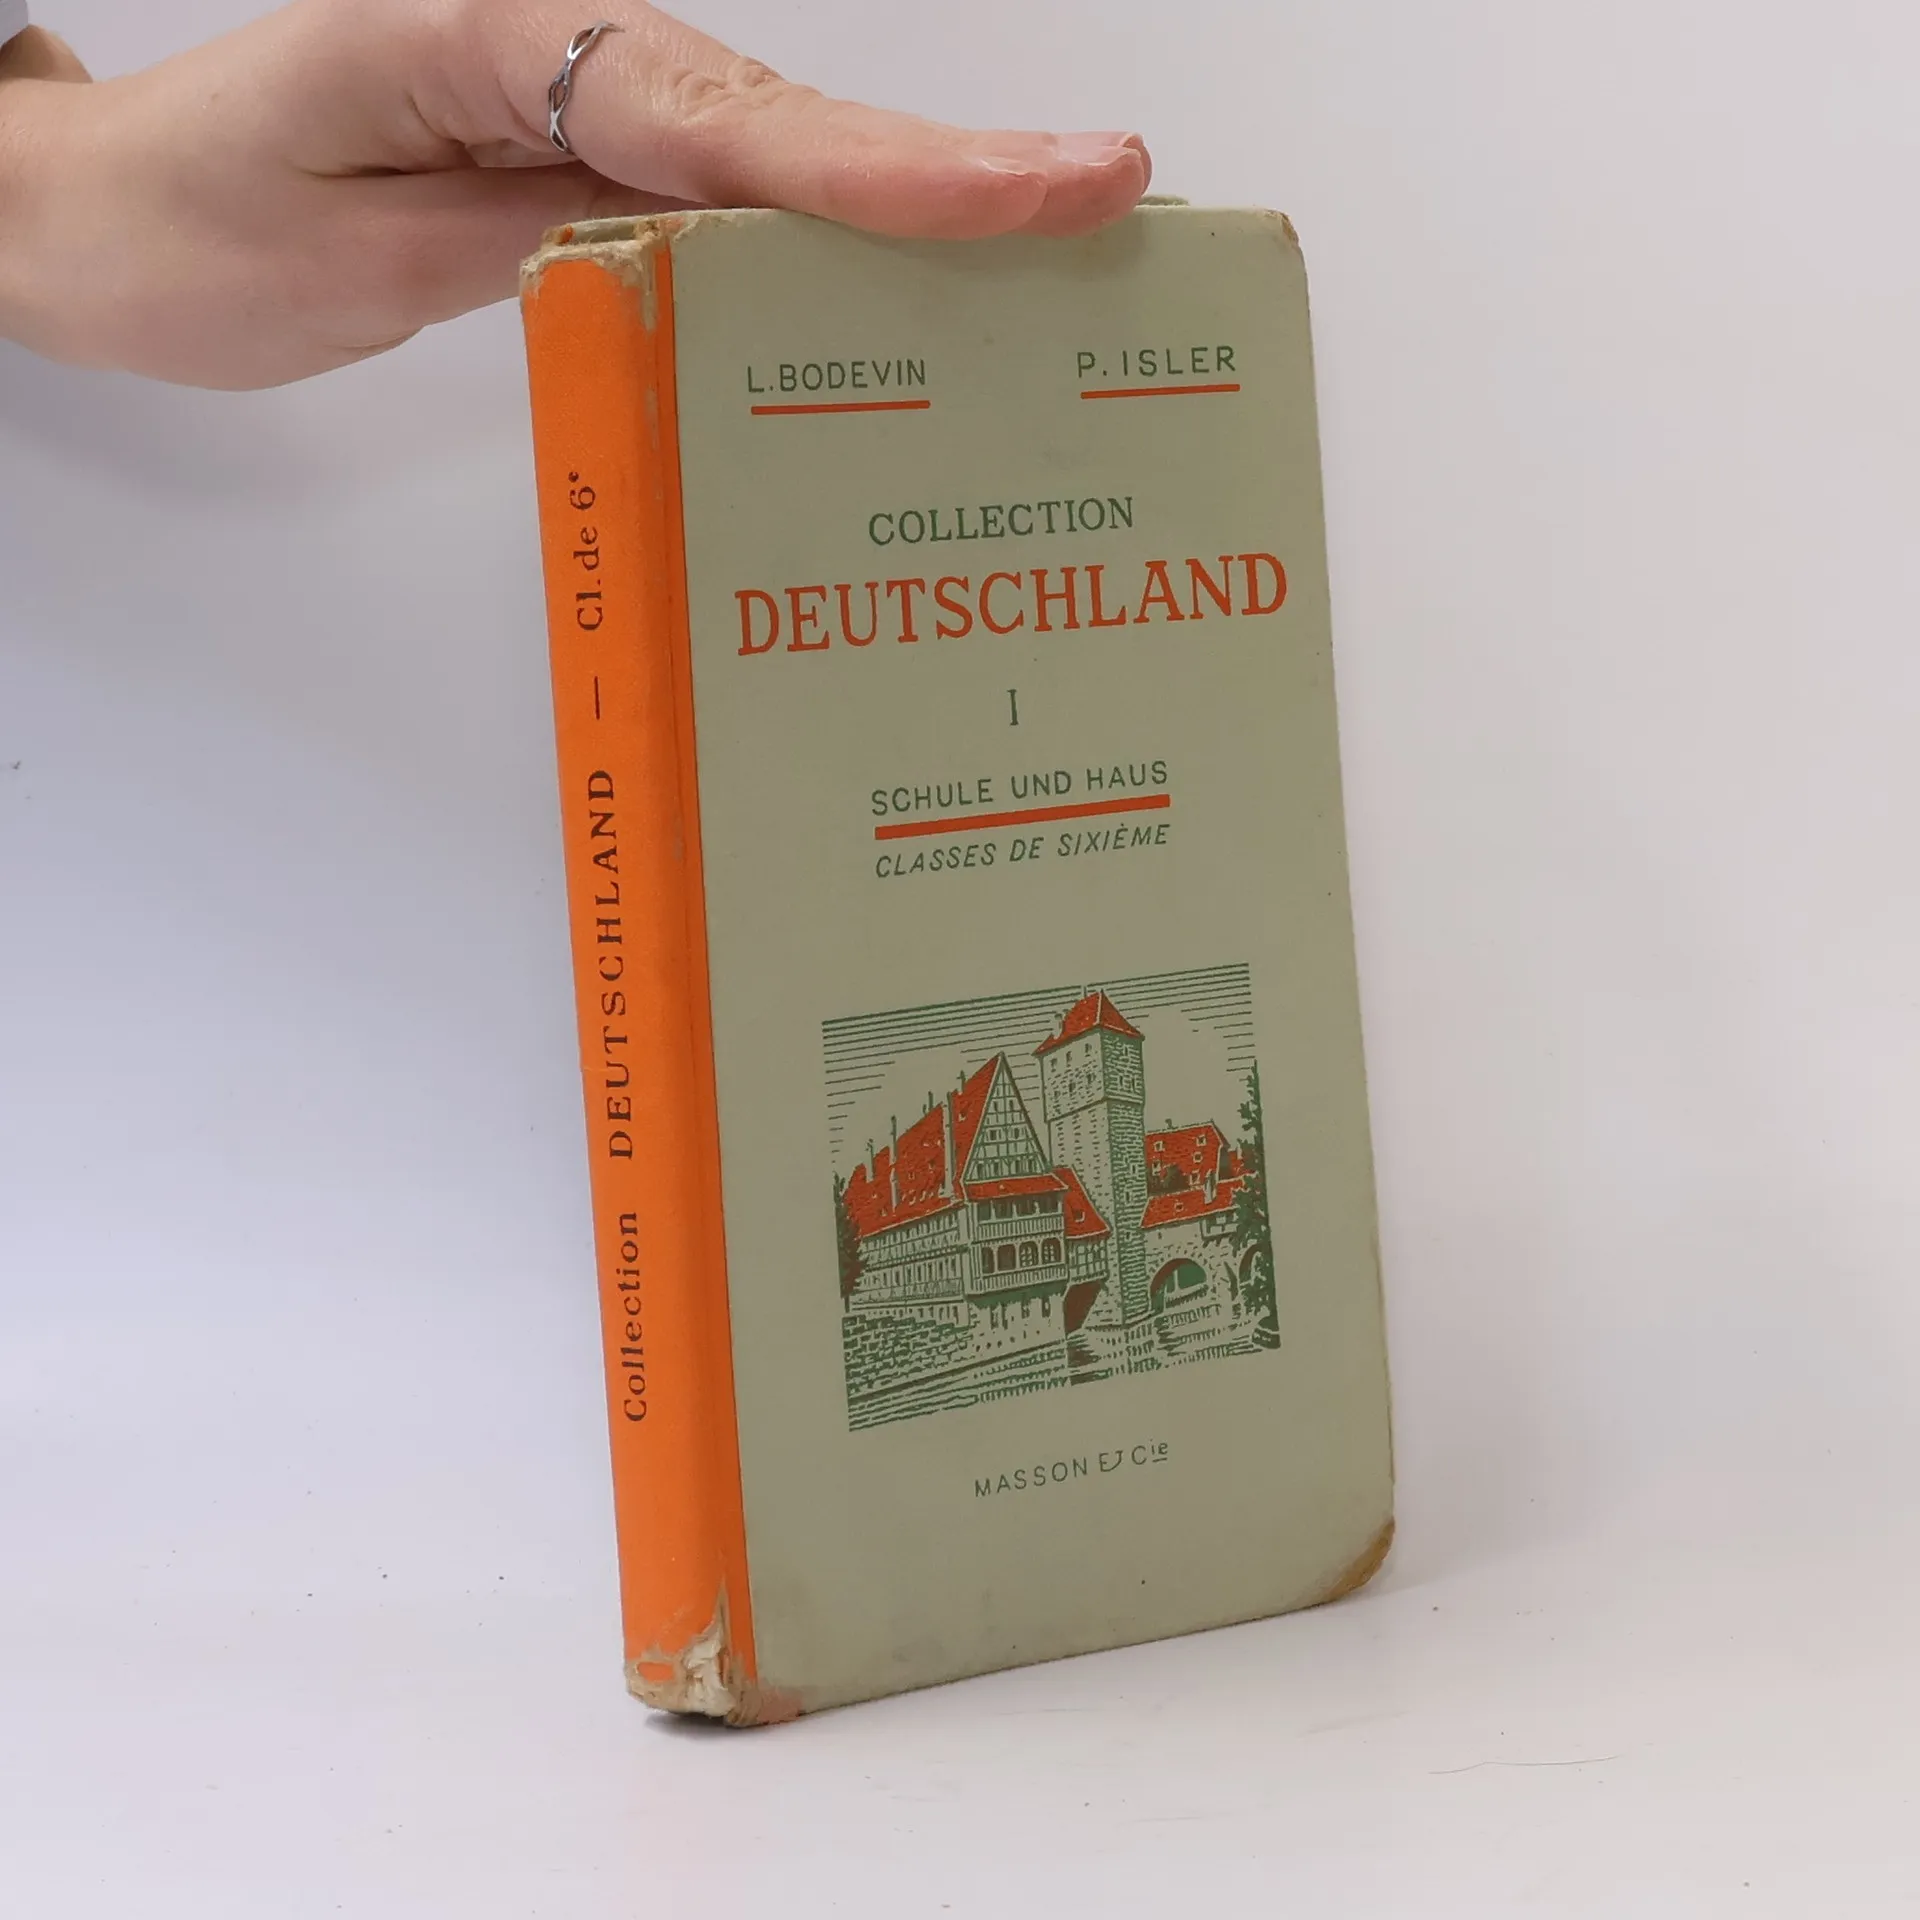 L. BODEVIN
P. ISLER
COLLECTION
DEUTSCHLAND
I
SCHULE UND HAUS
CLASSES DE SIXIÈME
MASSON ET Cie
Collection DEUTSCHLAND — Cl. de 6e